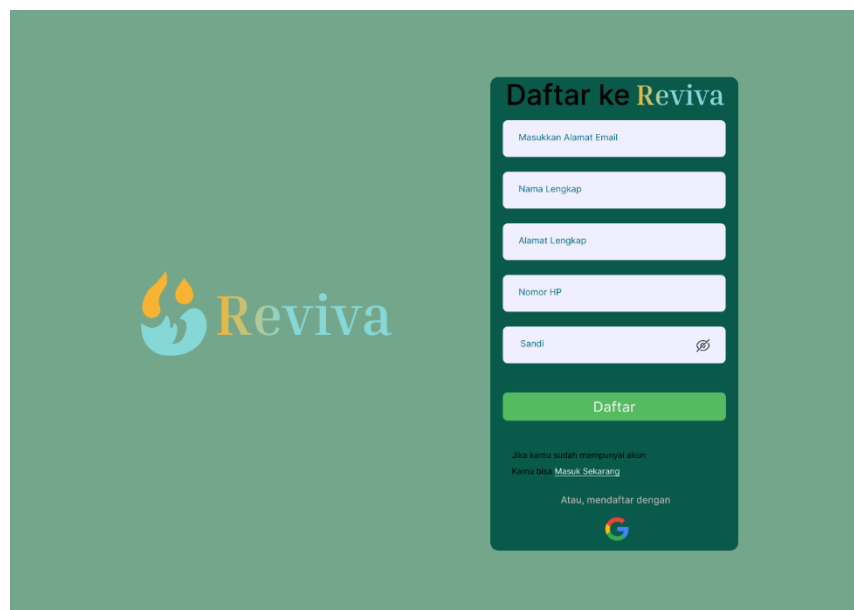 Reviva
Daftar ke Reviva
Masukkan Alamat Email
Nama Lengkap
Alamat Lengkap
Nomor HP
Sandi
Daftar
Jika kamu sudah mempunyai akun
Kamu bisa Masuk Sekarang
Atau, mendaftar dengan